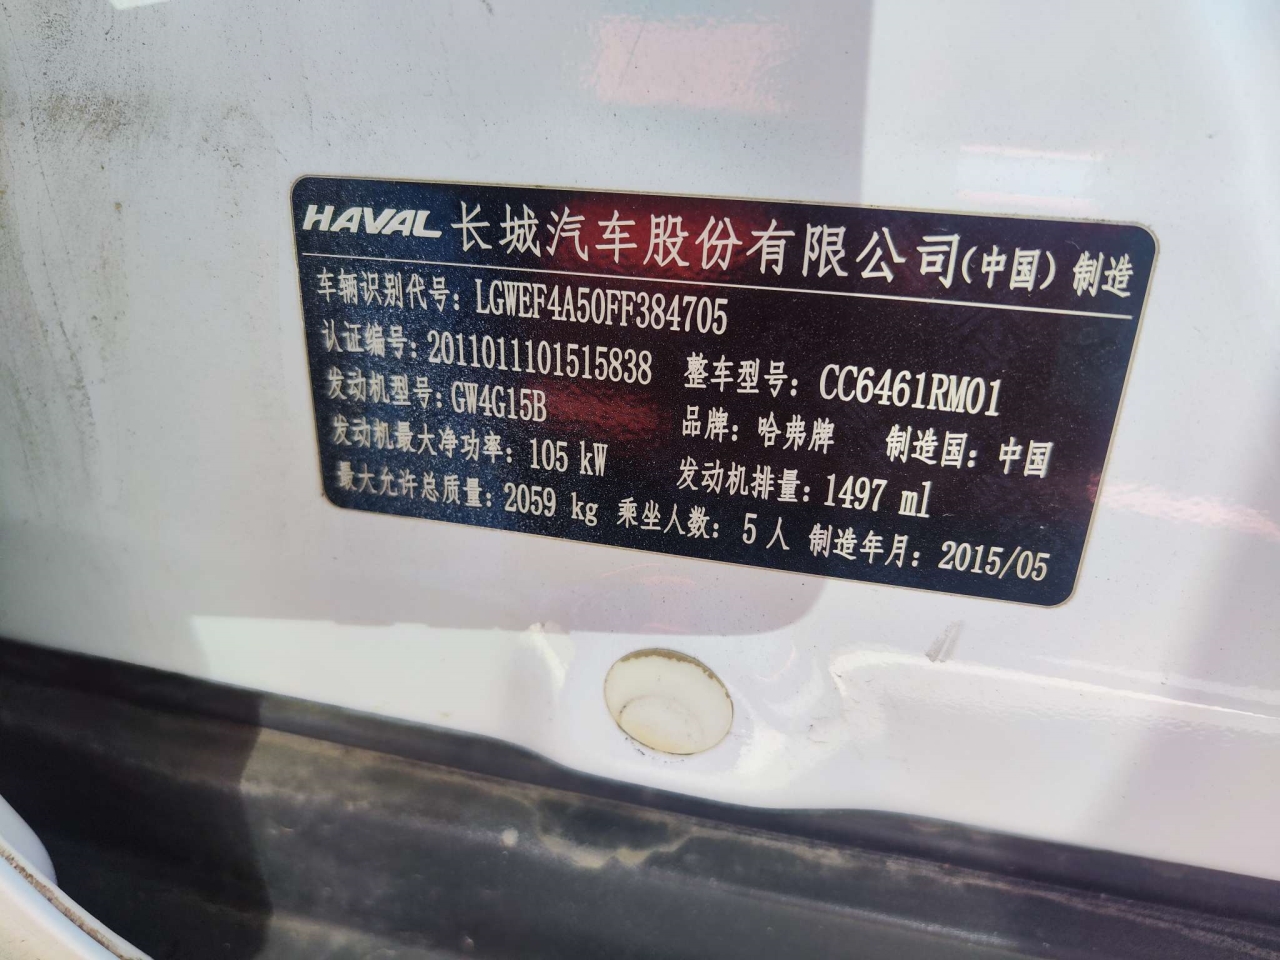 HAVAL 长城汽车股份有限公司(中国)制造
车辆识别代号：LGWEF4A50FF384705
认证编号：2011011101515838 整车型号：CC6461RM01
发动机型号：GW4G15B 品牌：哈弗牌 制造国：中国
发动机最大净功率：105 kW 发动机排量：1497 ml
最大允许总质量：2059 kg 乘坐人数：5 人 制造年月：2015/05